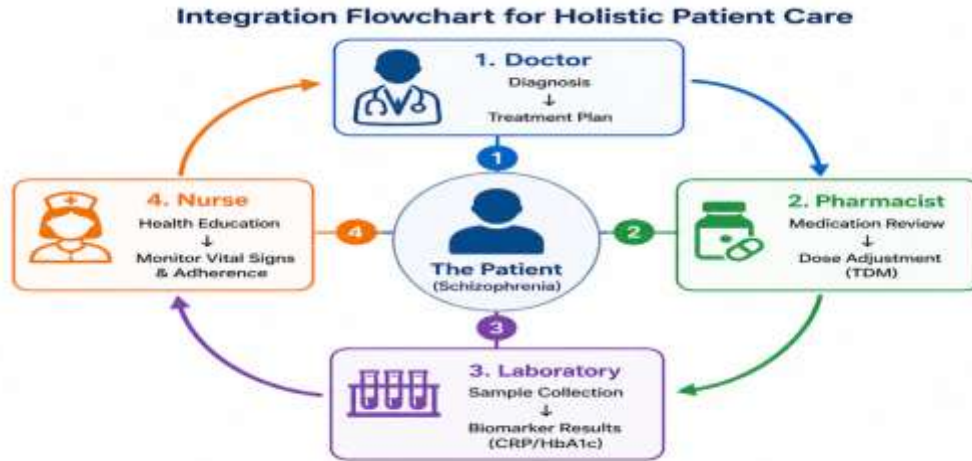 Integration Flowchart for Holistic Patient Care
1. Doctor
Diagnosis
↓
Treatment Plan
1
4. Nurse
Health Education
↓
Monitor Vital Signs
& Adherence
4
The Patient
(Schizophrenia)
2
2. Pharmacist
Medication Review
↓
Dose Adjustment
(TDM)
3
3. Laboratory
Sample Collection
↓
Biomarker Results
(CRP/HbA1c)